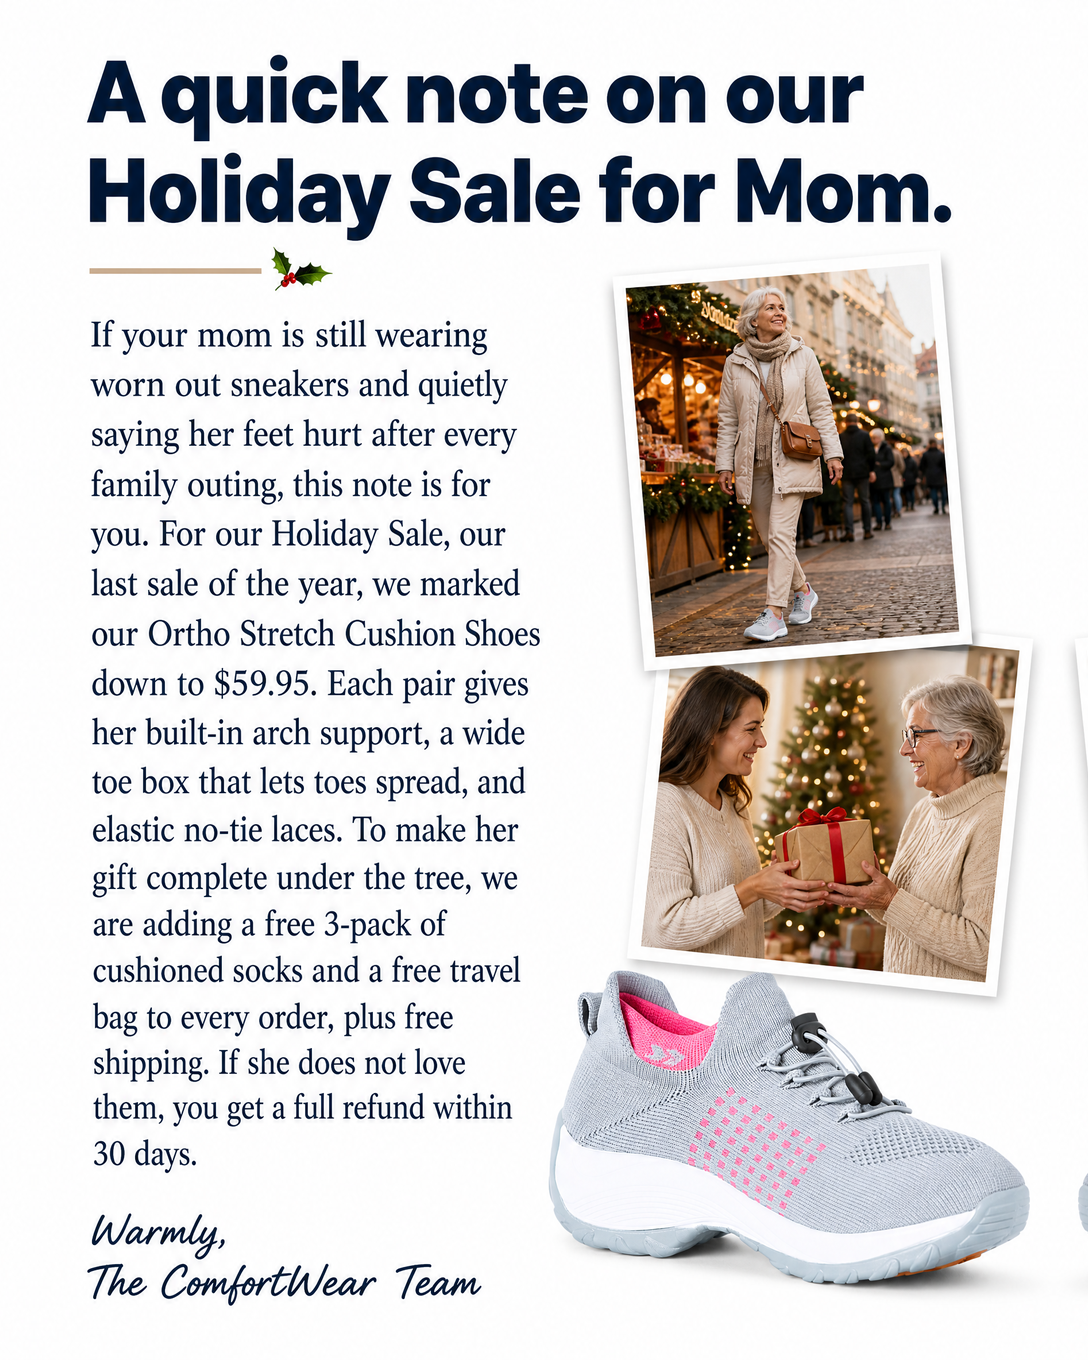 A quick note on our
Holiday Sale for Mom.
If your mom is still wearing
worn out sneakers and quietly
saying her feet hurt after every
family outing, this note is for
you. For our Holiday Sale, our
last sale of the year, we marked
our Ortho Stretch Cushion Shoes
down to $59.95. Each pair gives
her built-in arch support, a wide
toe box that lets toes spread, and
elastic no-tie laces. To make her
gift complete under the tree, we
are adding a free 3-pack of
cushioned socks and a free travel
bag to every order, plus free
shipping. If she does not love
them, you get a full refund within
30 days.
Warmly,
The ComfortWear Team